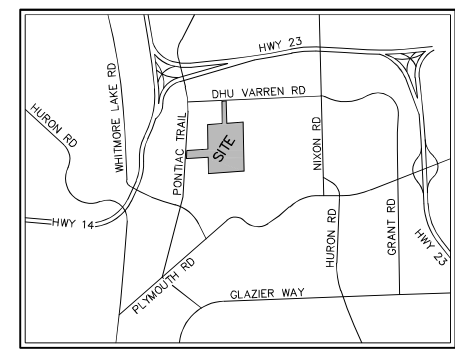 HWY 23
DHU VARREN RD
WHITMORE LAKE RD
HURON RD
PONTIAC TRAIL
SITE
NIXON RD
HWY 14
PLYMOUTH RD
HURON RD
GRANT RD
HWY 23
GLAZIER WAY